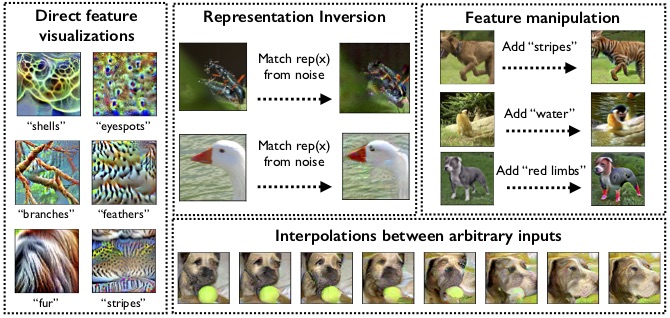 Direct feature
visualizations
“shells”
“eyespots”
“branches”
“feathers”
“fur”
“stripes”
Representation Inversion
Match rep(x)
from noise
Match rep(x)
from noise
Feature manipulation
Add “stripes”
Add “water”
Add “red limbs”
Interpolations between arbitrary inputs